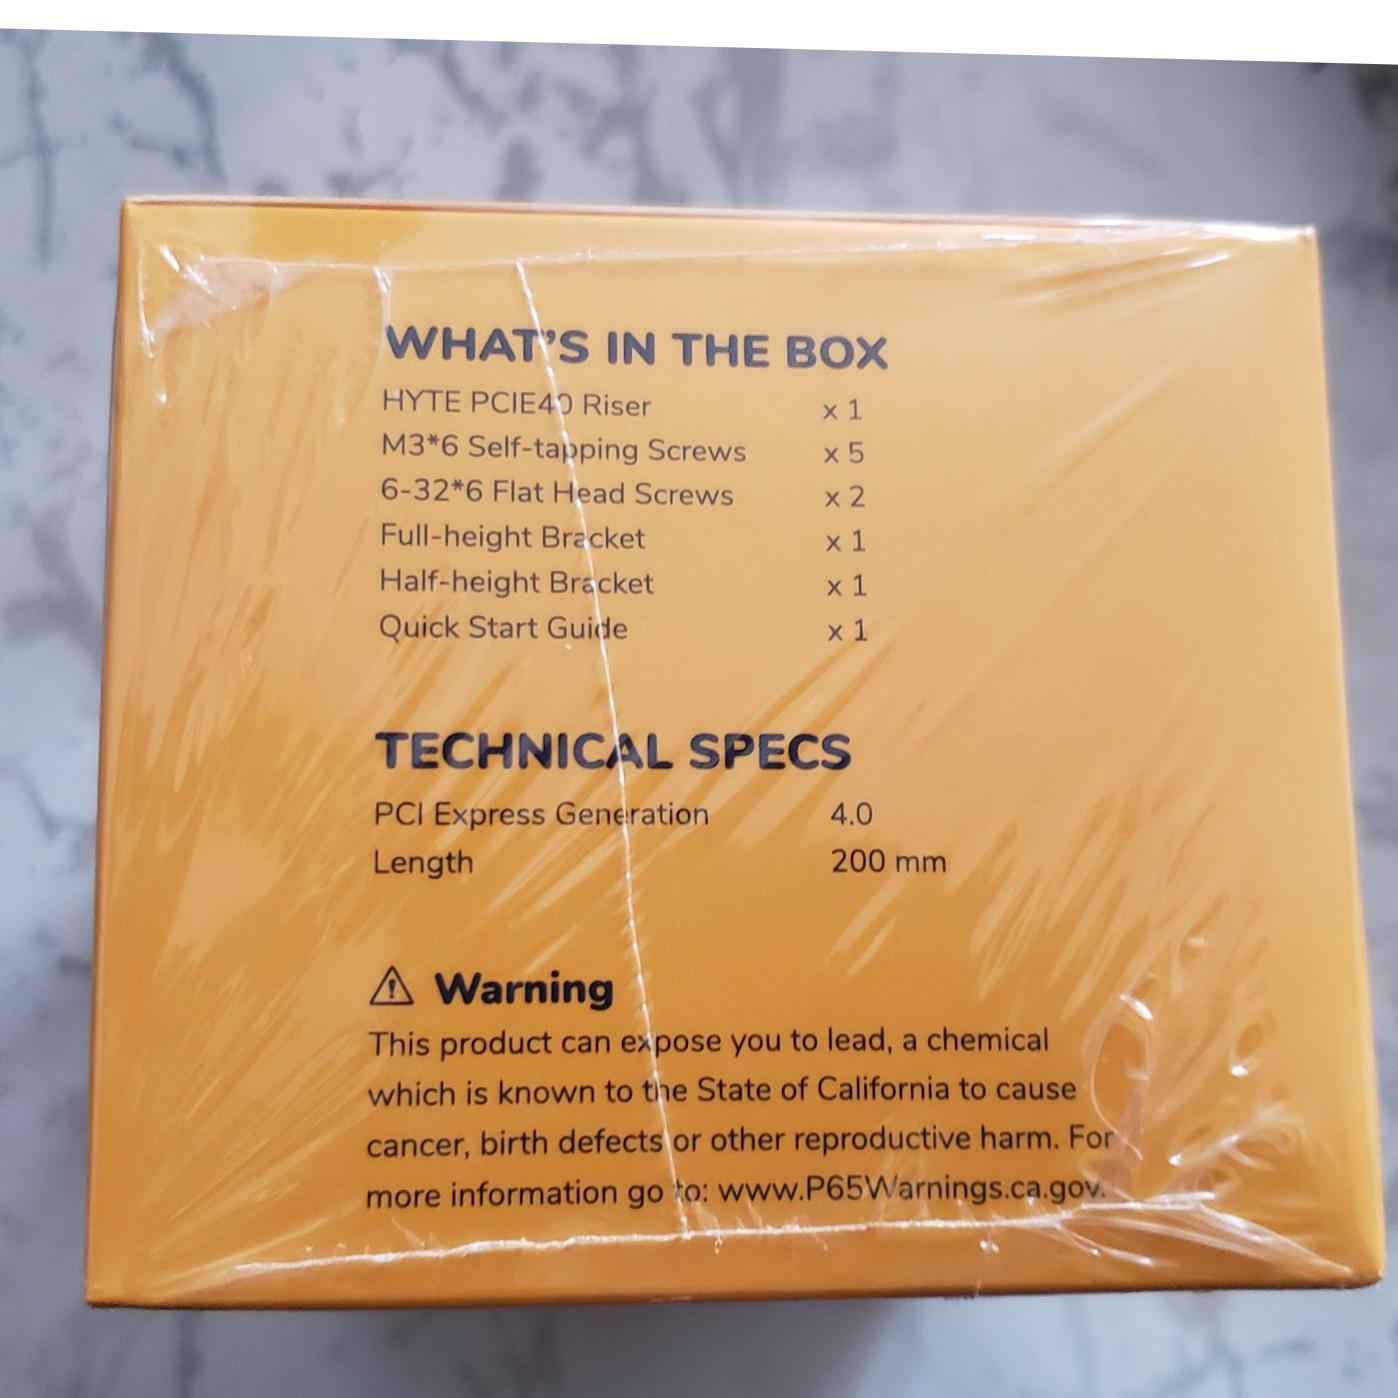 WHAT'S IN THE BOX
HYTE PCIE40 Riser x 1
M3*6 Self-tapping Screws x 5
6-32*6 Flat Head Screws x 2
Full-height Bracket x 1
Half-height Bracket x 1
Quick Start Guide x 1
TECHNICAL SPECS
PCI Express Generation 4.0
Length 200 mm
⚠ Warning
This product can expose you to lead, a chemical
which is known to the State of California to cause
cancer, birth defects or other reproductive harm. For
more information go to: www.P65Warnings.ca.gov.